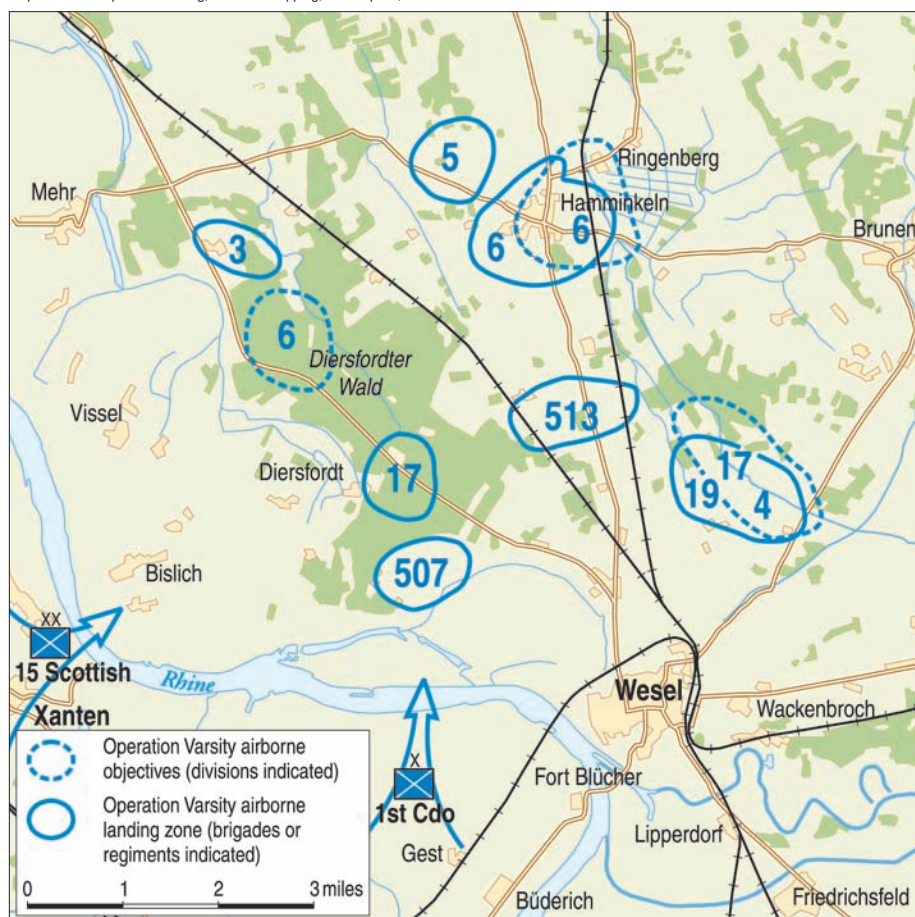 5
Ringenberg
Mehr
Hamminkeln
6
6
3
Brunen
6
Diersfordter
Wald
Vissel
513
Diersfordt
17
17
19
4
507
Bislich
XX
15 Scottish
Rhine
Xanten
Wesel
Wackenbroch
X
1st Cdo
Fort Blücher
Gest
Lipperdorf
Büderich
Friedrichsfeld
Operation Varsity airborne
objectives (divisions indicated)
Operation Varsity airborne
landing zone (brigades or
regiments indicated)
0 1 2 3 miles